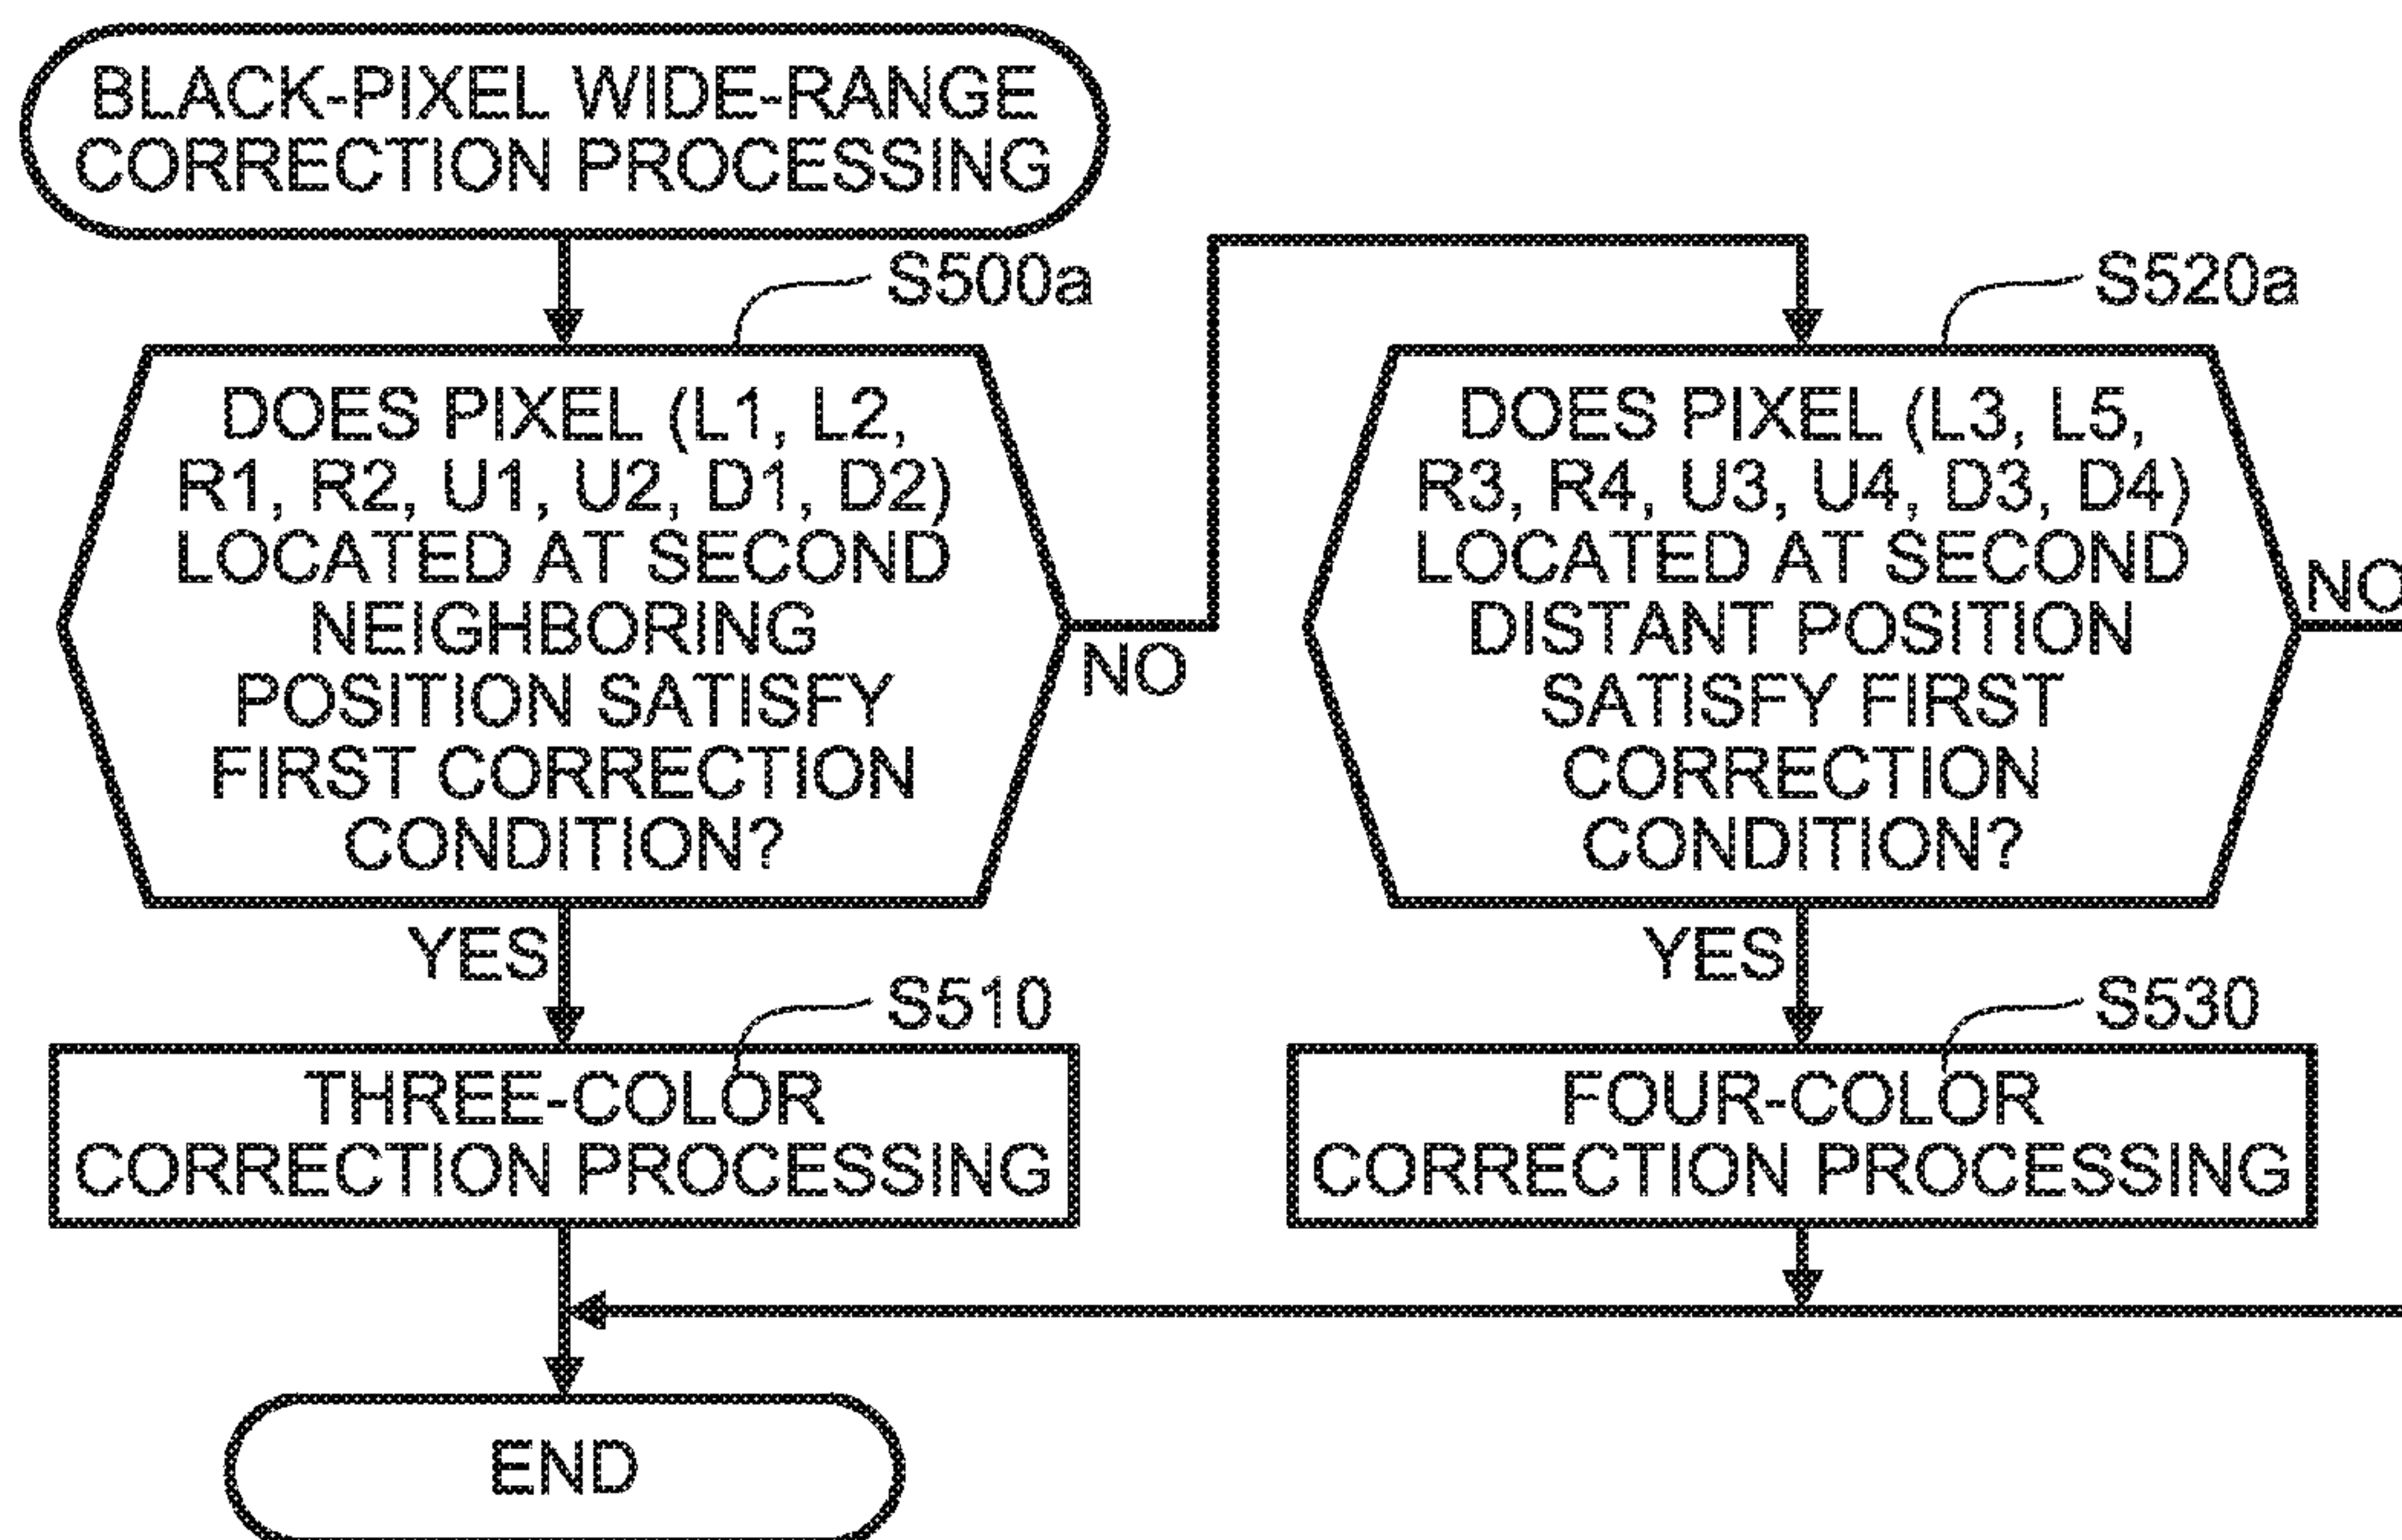 BLACK-PIXEL WIDE-RANGE
CORRECTION PROCESSING
S500a
DOES PIXEL (L1, L2,
R1, R2, U1, U2, D1, D2)
LOCATED AT SECOND
NEIGHBORING
POSITION SATISFY
FIRST CORRECTION
CONDITION?
NO
YES
S510
THREE-COLOR
CORRECTION PROCESSING
END
S520a
DOES PIXEL (L3, L5,
R3, R4, U3, U4, D3, D4)
LOCATED AT SECOND
DISTANT POSITION
SATISFY FIRST
CORRECTION
CONDITION?
NO
YES
S530
FOUR-COLOR
CORRECTION PROCESSING